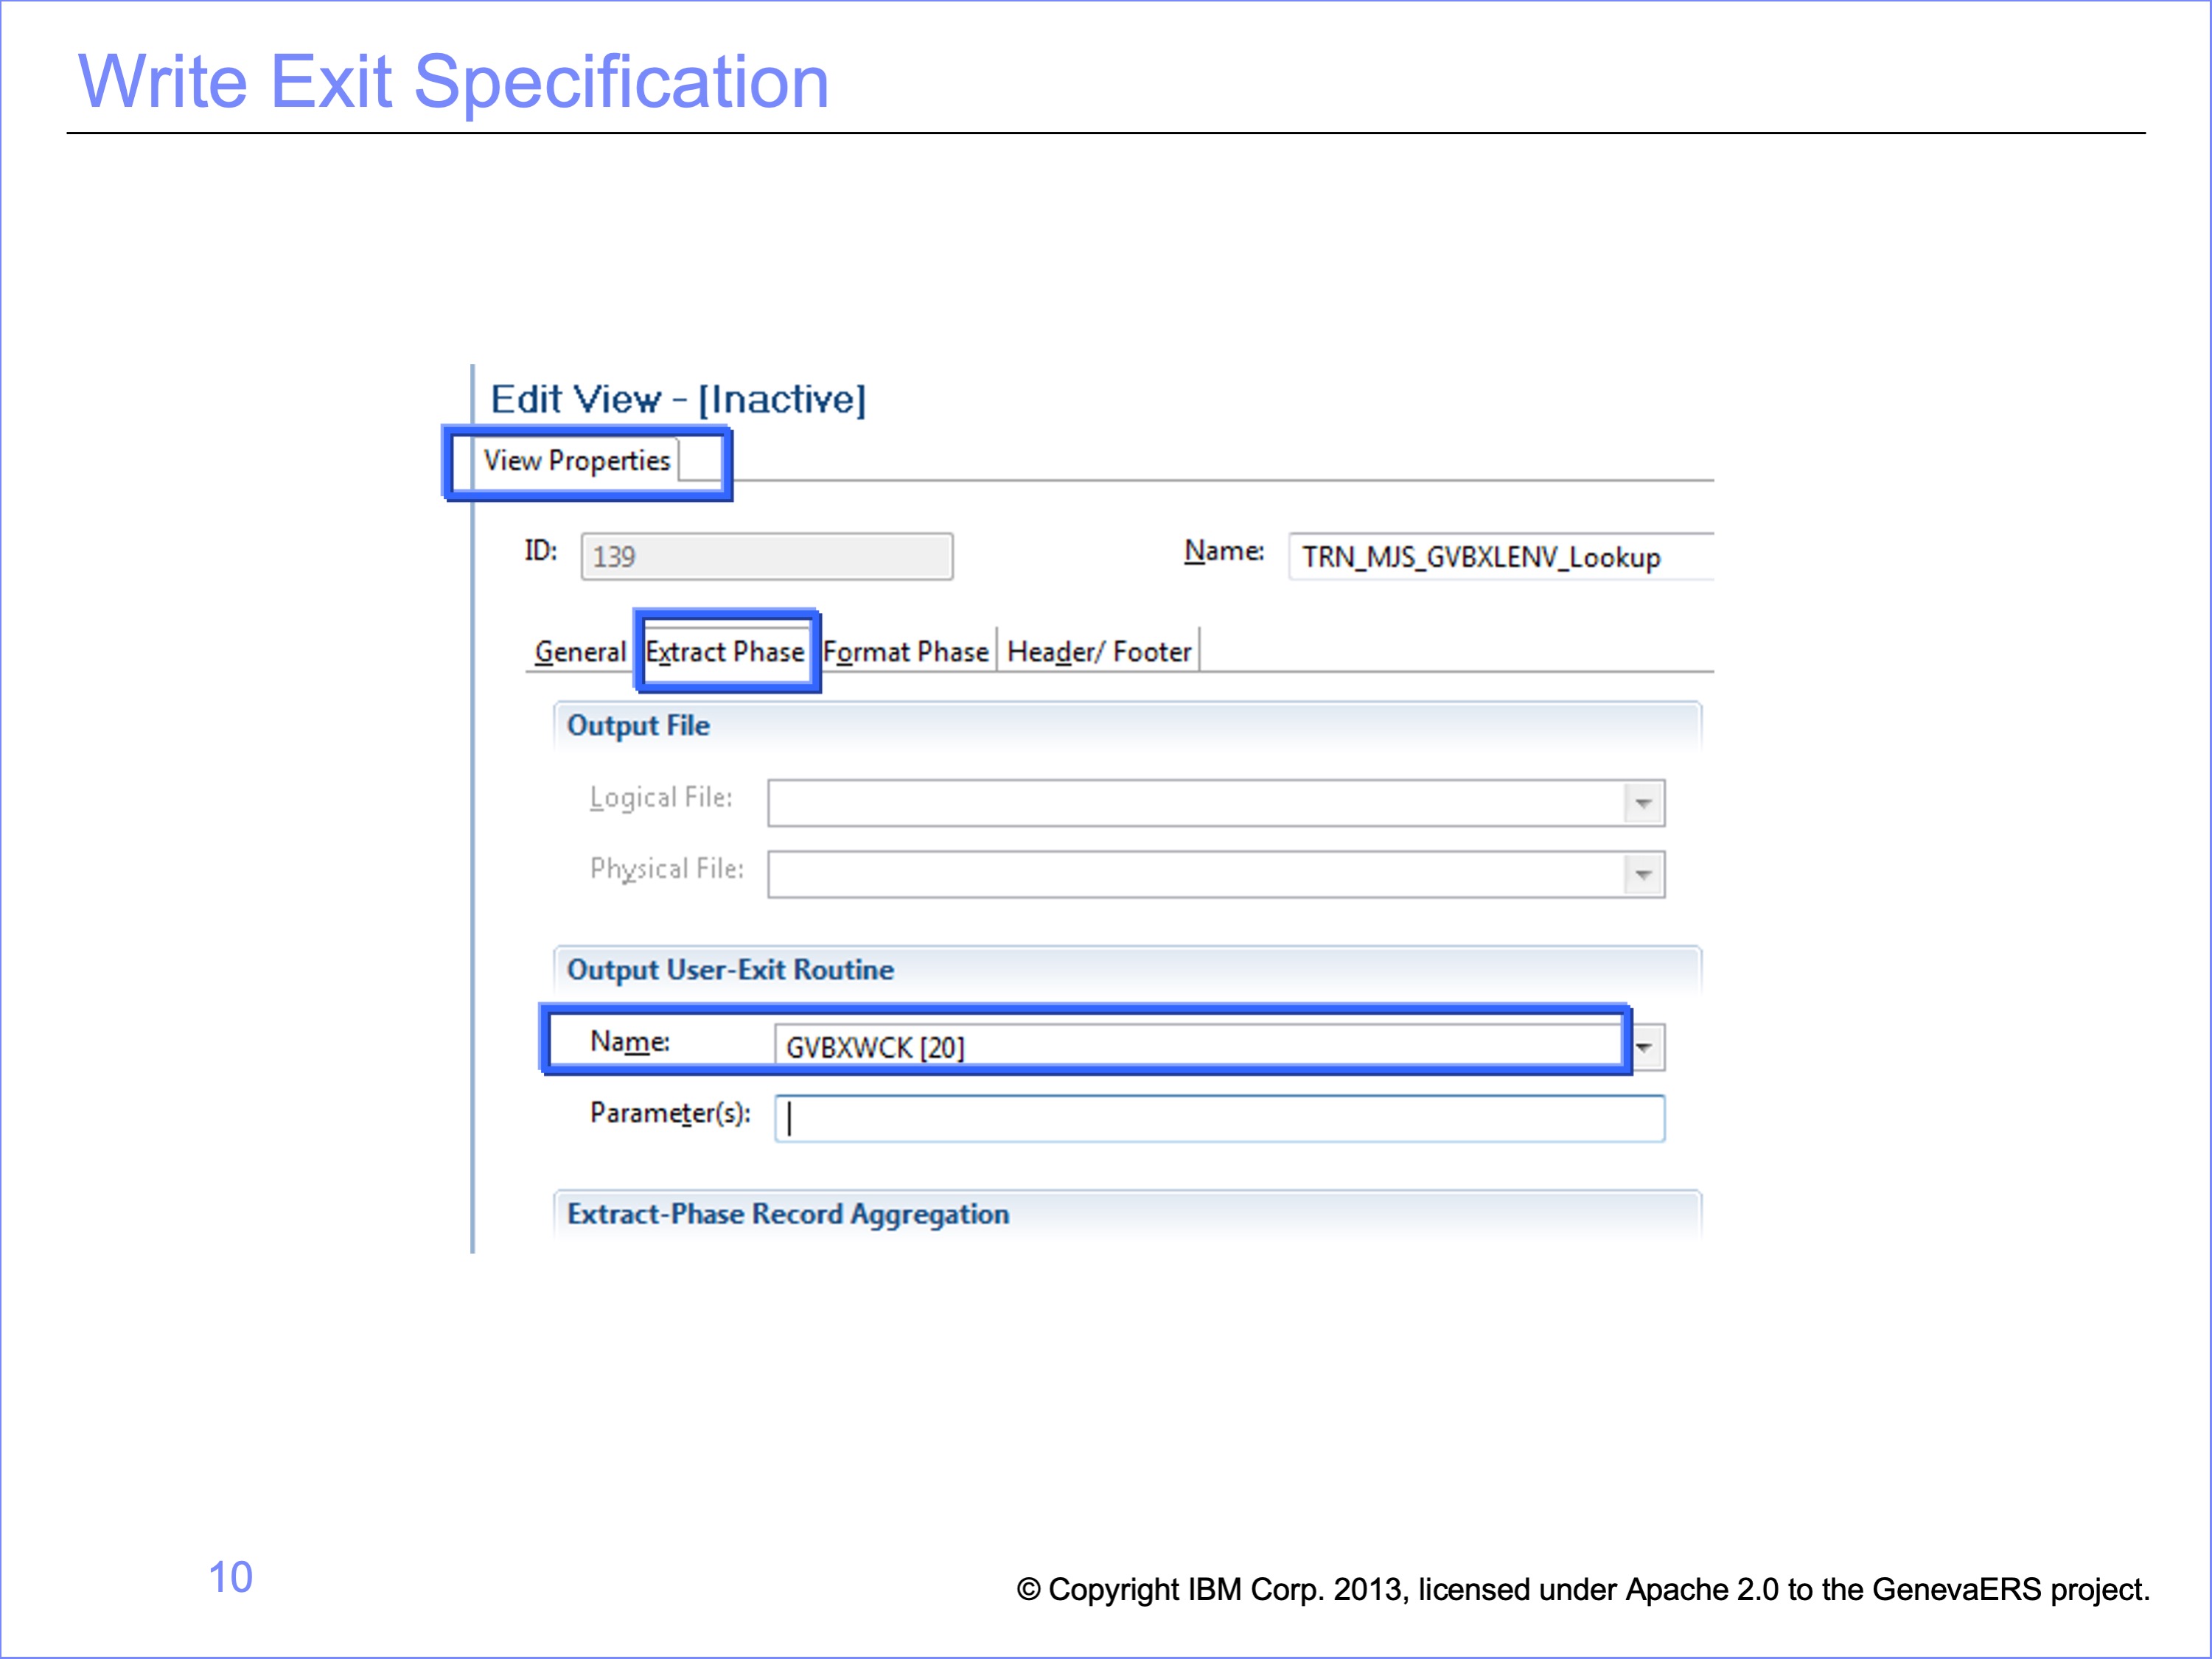 Write Exit Specification
Edit View - [Inactive]
View Properties
ID: 139 Name: TRN_MJS_GVBXLENV_Lookup
General Extract Phase Format Phase Header/ Footer
Output File
Logical File:
Physical File:
Output User-Exit Routine
Name: GVBXWCK [20]
Parameter(s):
Extract-Phase Record Aggregation
10
© Copyright IBM Corp. 2013, licensed under Apache 2.0 to the GenevaERS project.